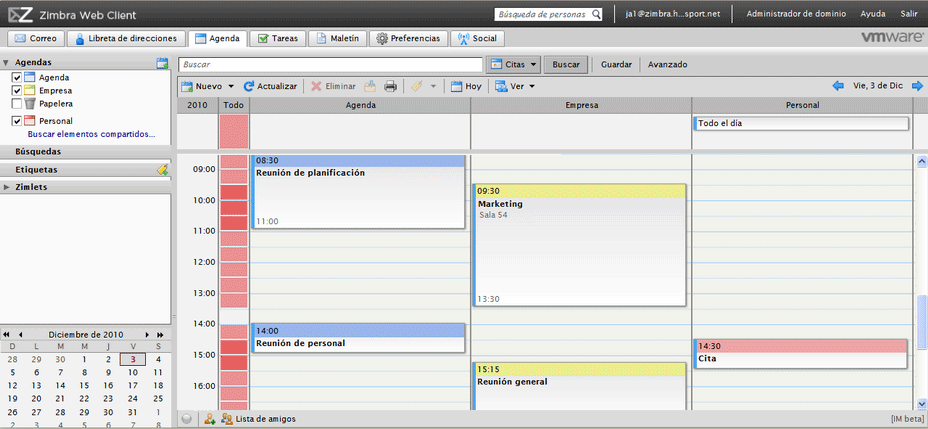 Zimbra Web Client
Búsqueda de personas
ja1@zimbra.h...sport.net
Administrador de dominio
Ayuda
Salir
Correo
Libreta de direcciones
Agenda
Tareas
Maletín
Preferencias
Social
vmware
Agendas
Agenda
Empresa
Papelera
Personal
Buscar elementos compartidos...
Búsquedas
Etiquetas
Zimlets
Diciembre de 2010
D L M M J V S
28 29 30 1 2 3 4
5 6 7 8 9 10 11
12 13 14 15 16 17 18
19 20 21 22 23 24 25
26 27 28 29 30 31 1
2 3 4 5 6 7 8
Buscar
Citas
Buscar
Guardar
Avanzado
Nuevo
Actualizar
Eliminar
Hoy
Ver
Vie, 3 de Dic
2010
Todo
Agenda
Empresa
Personal
Todo el día
09:00
10:00
11:00
12:00
13:00
14:00
15:00
16:00
08:30
Reunión de planificación
11:00
14:00
Reunión de personal
09:30
Marketing
Sala 54
13:30
15:15
Reunión general
14:30
Cita
Lista de amigos
[IM beta]